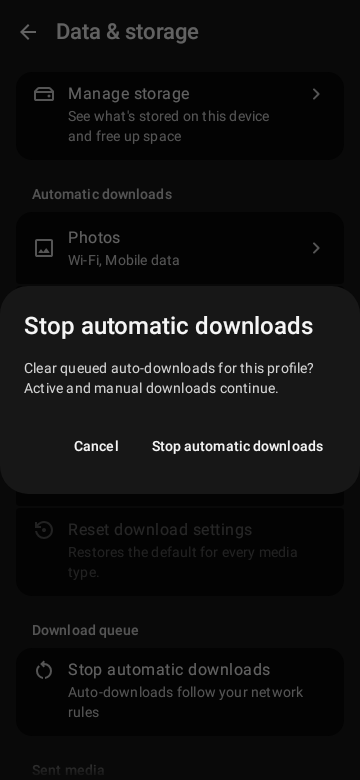 Data & storage
Manage storage
See what's stored on this device
and free up space
Automatic downloads
Photos
Wi-Fi, Mobile data
Stop automatic downloads
Clear queued auto-downloads for this profile?
Active and manual downloads continue.
Cancel
Stop automatic downloads
Reset download settings
Restores the default for every media
type.
Download queue
Stop automatic downloads
Auto-downloads follow your network
rules
Sent media